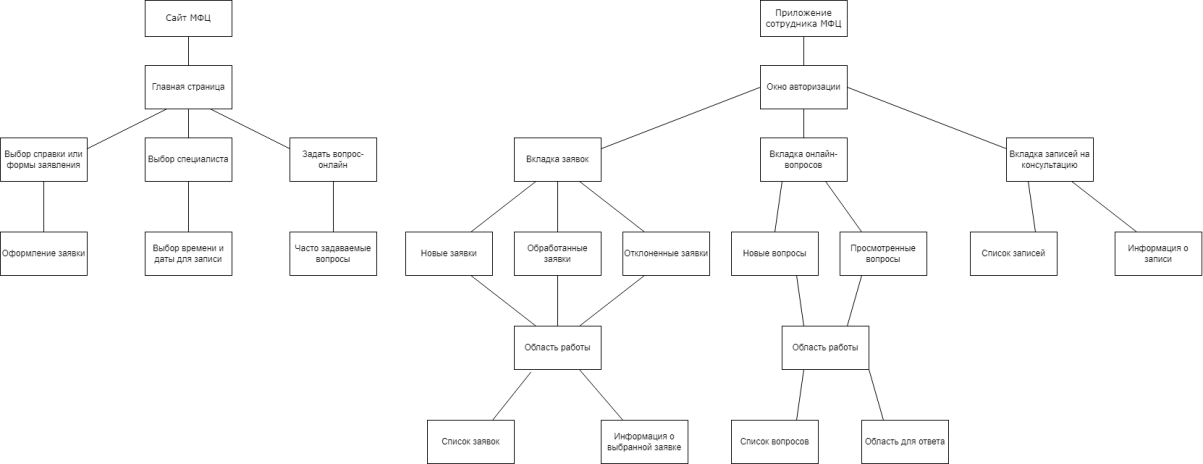 Сайт МФЦ
Приложение
сотрудника МФЦ
Главная страница
Окно авторизации
Выбор справки или
формы заявления
Выбор специалиста
Задать вопрос-
онлайн
Вкладка заявок
Вкладка онлайн-
вопросов
Вкладка записей на
консультацию
Оформление заявки
Выбор времени и
даты для записи
Часто задаваемые
вопросы
Новые заявки
Обработанные
заявки
Отклоненные заявки
Новые вопросы
Просмотренные
вопросы
Список записей
Информация о
записи
Область работы
Область работы
Список заявок
Информация о
выбранной заявке
Список вопросов
Область для ответа